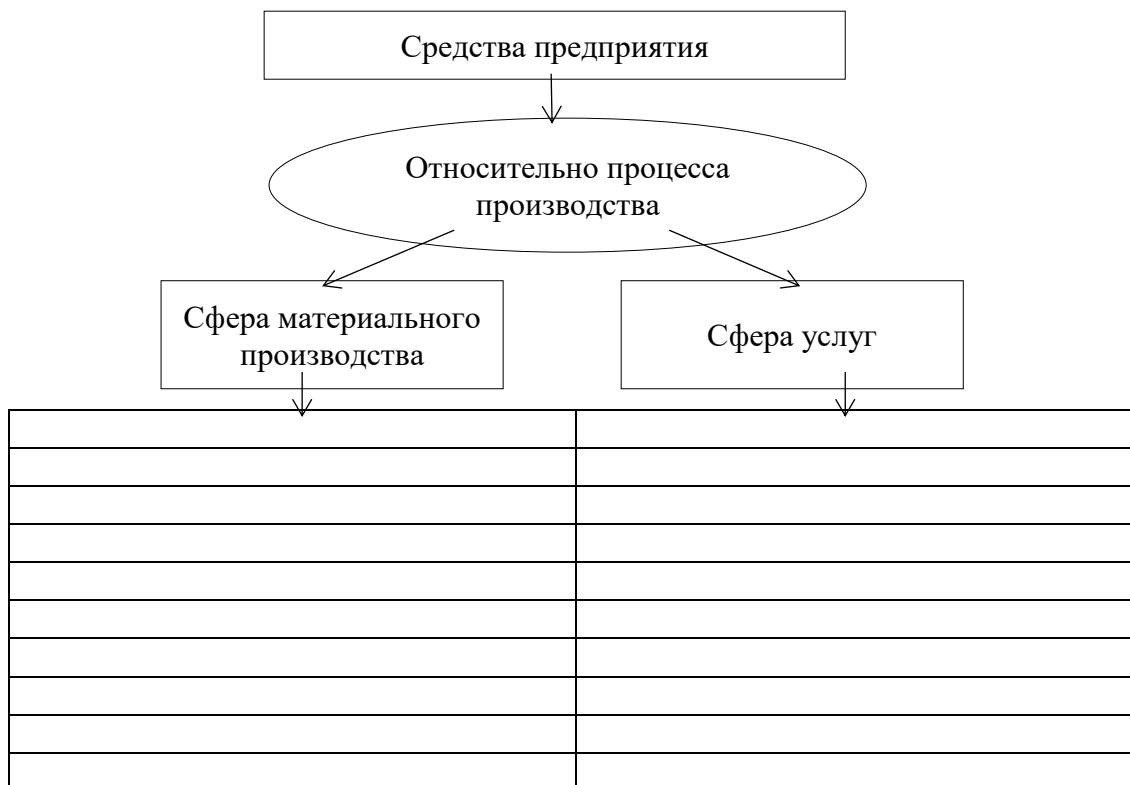 Средства предприятия
Относительно процесса
производства
Сфера материального
производства
Сфера услуг